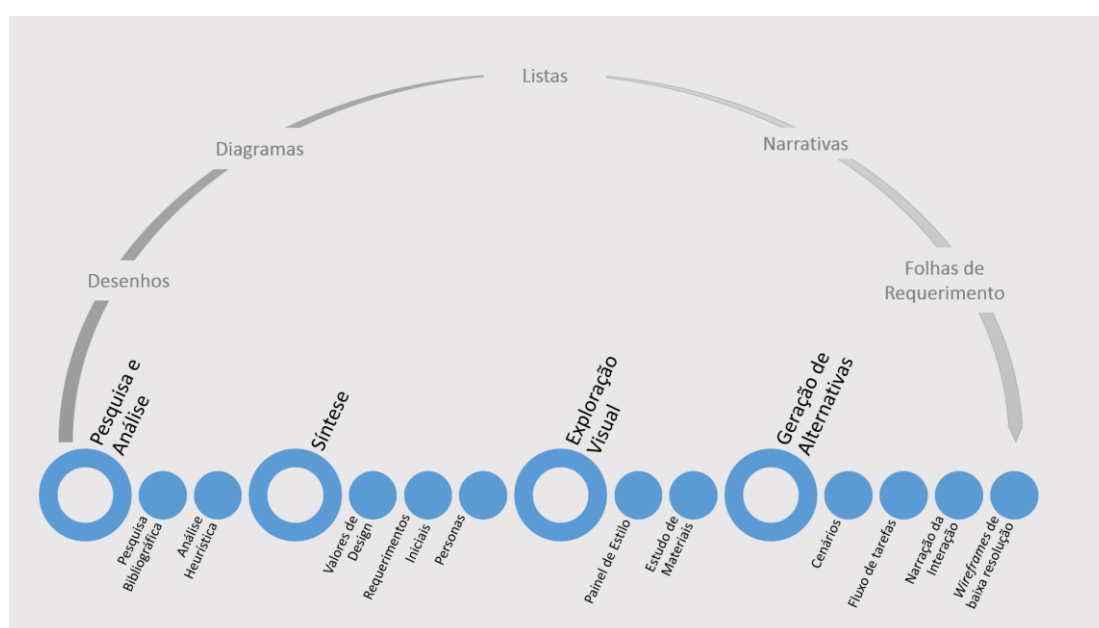 Listas
Diagramas
Narrativas
Desenhos
Folhas de
Requerimento
Pesquisa e
Análise
Síntese
Exploração
Visual
Geração de
Alternativas
Pesquisa
Bibliográfica
Análise
Heurística
Valores de
Design
Requerimentos
Iniciais
Personas
Painel de Estilo
Estudo de
Materiais
Cenários
Fluxo de tarefas
Narração da
Interação
Wireframes de
baixa resolução